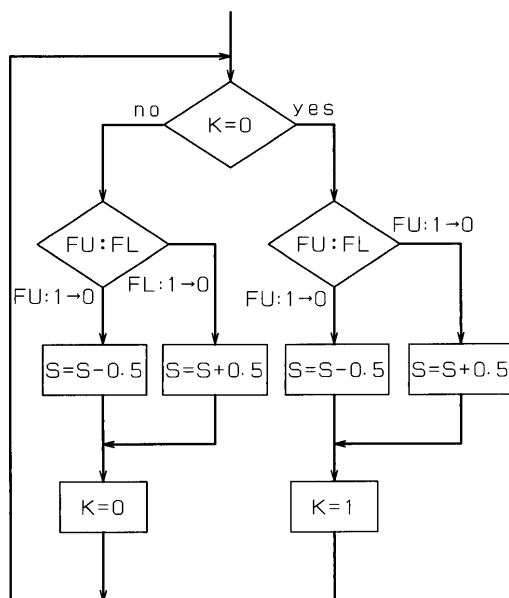 K=0
no
yes
FU:FL
FU:1→0
FL:1→0
FU:FL
FU:1→0
FU:1→0
S=S-0.5
S=S+0.5
S=S-0.5
S=S+0.5
K=0
K=1